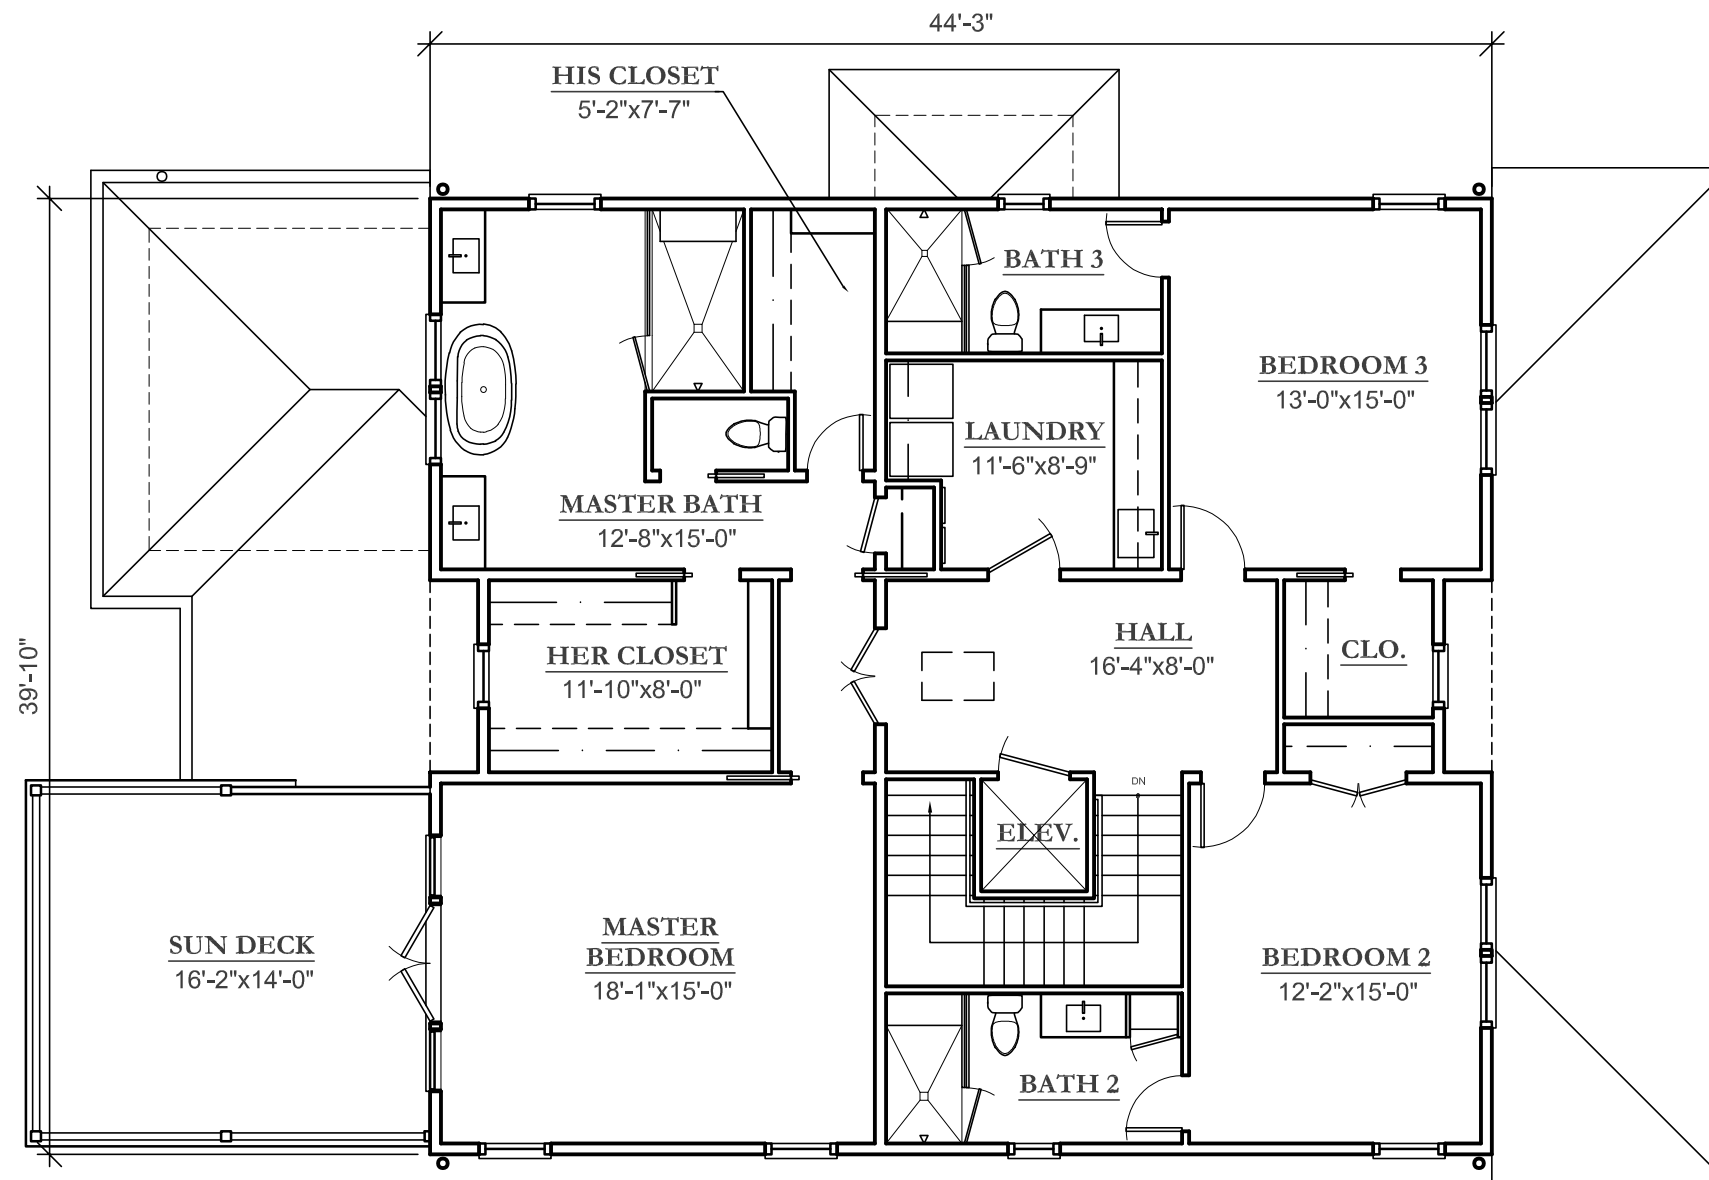 44'-3"
HIS CLOSET
5'-2"x7'-7"
BATH 3
BEDROOM 3
13'-0"x15'-0"
LAUNDRY
11'-6"x8'-9"
MASTER BATH
12'-8"x15'-0"
39'-10"
HER CLOSET
11'-10"x8'-0"
HALL
16'-4"x8'-0"
CLO.
DN
ELEV.
SUN DECK
16'-2"x14'-0"
MASTER
BEDROOM
18'-1"x15'-0"
BEDROOM 2
12'-2"x15'-0"
BATH 2